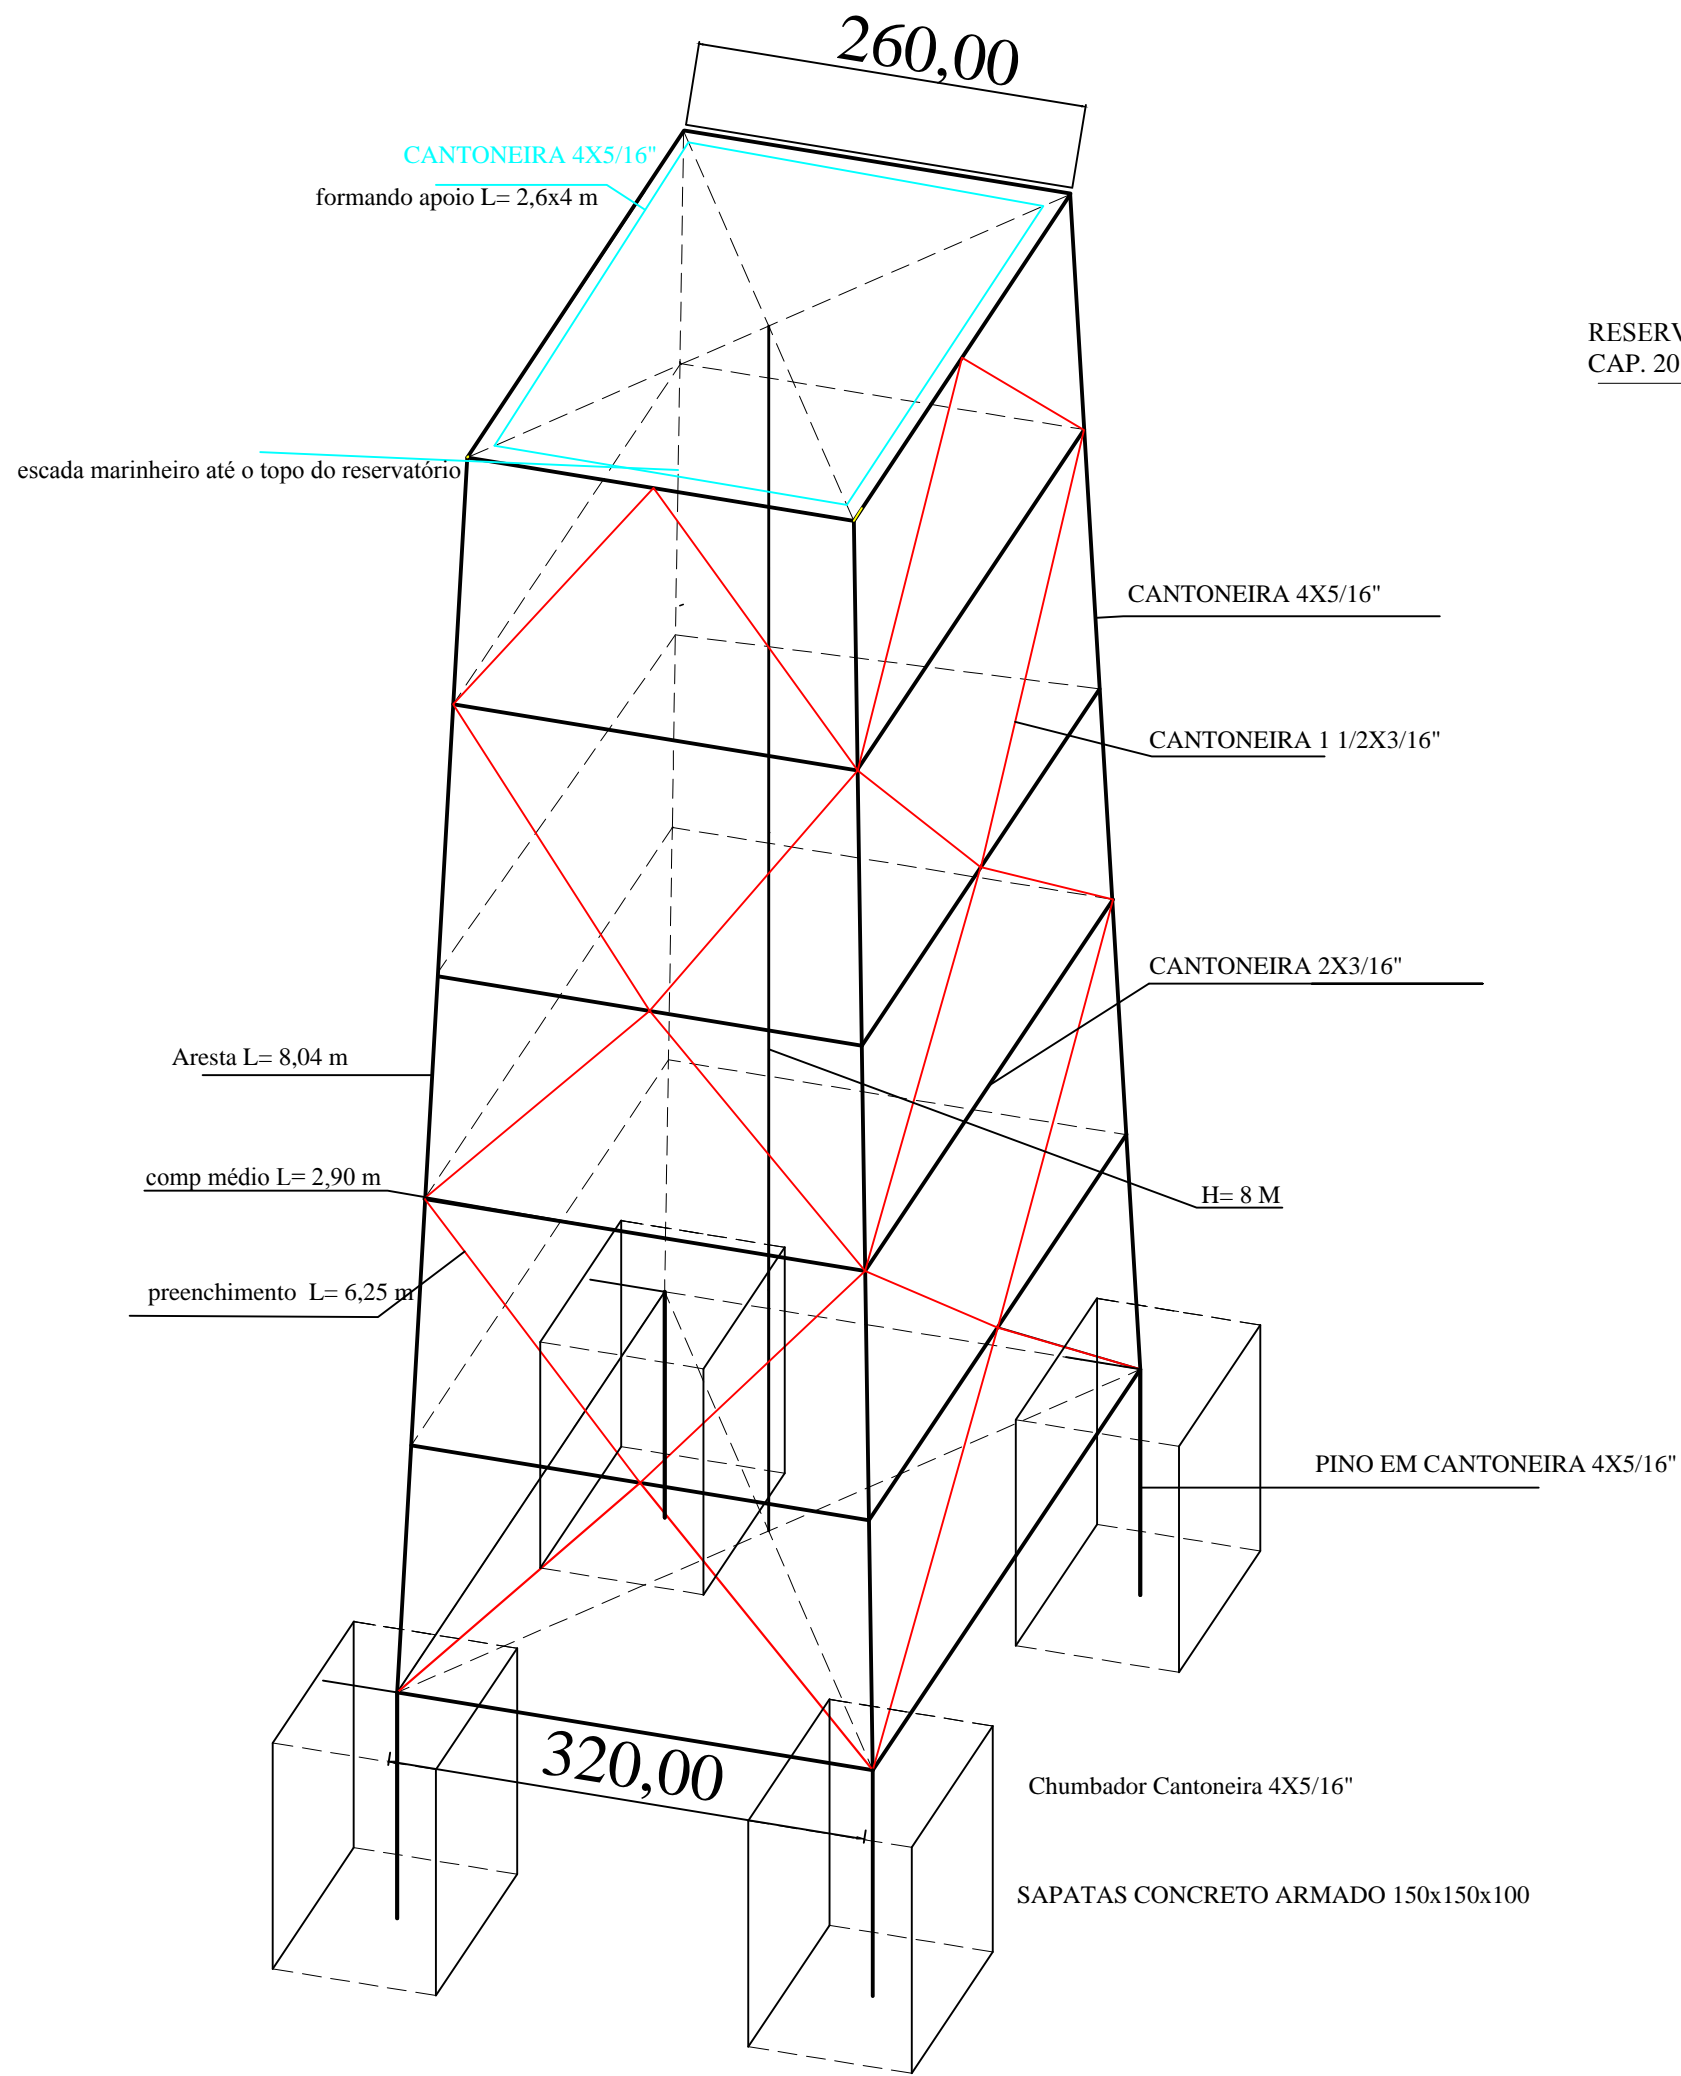 260,00
CANTONEIRA 4X5/16"
formando apoio L= 2,6x4 m
RESERV
CAP. 20
escada marinheiro até o topo do reservatório
CANTONEIRA 4X5/16"
CANTONEIRA 1 1/2X3/16"
CANTONEIRA 2X3/16"
Aresta L= 8,04 m
comp médio L= 2,90 m
H= 8 M
preenchimento L= 6,25 m
PINO EM CANTONEIRA 4X5/16"
320,00
Chumbador Cantoneira 4X5/16"
SAPATAS CONCRETO ARMADO 150x150x100